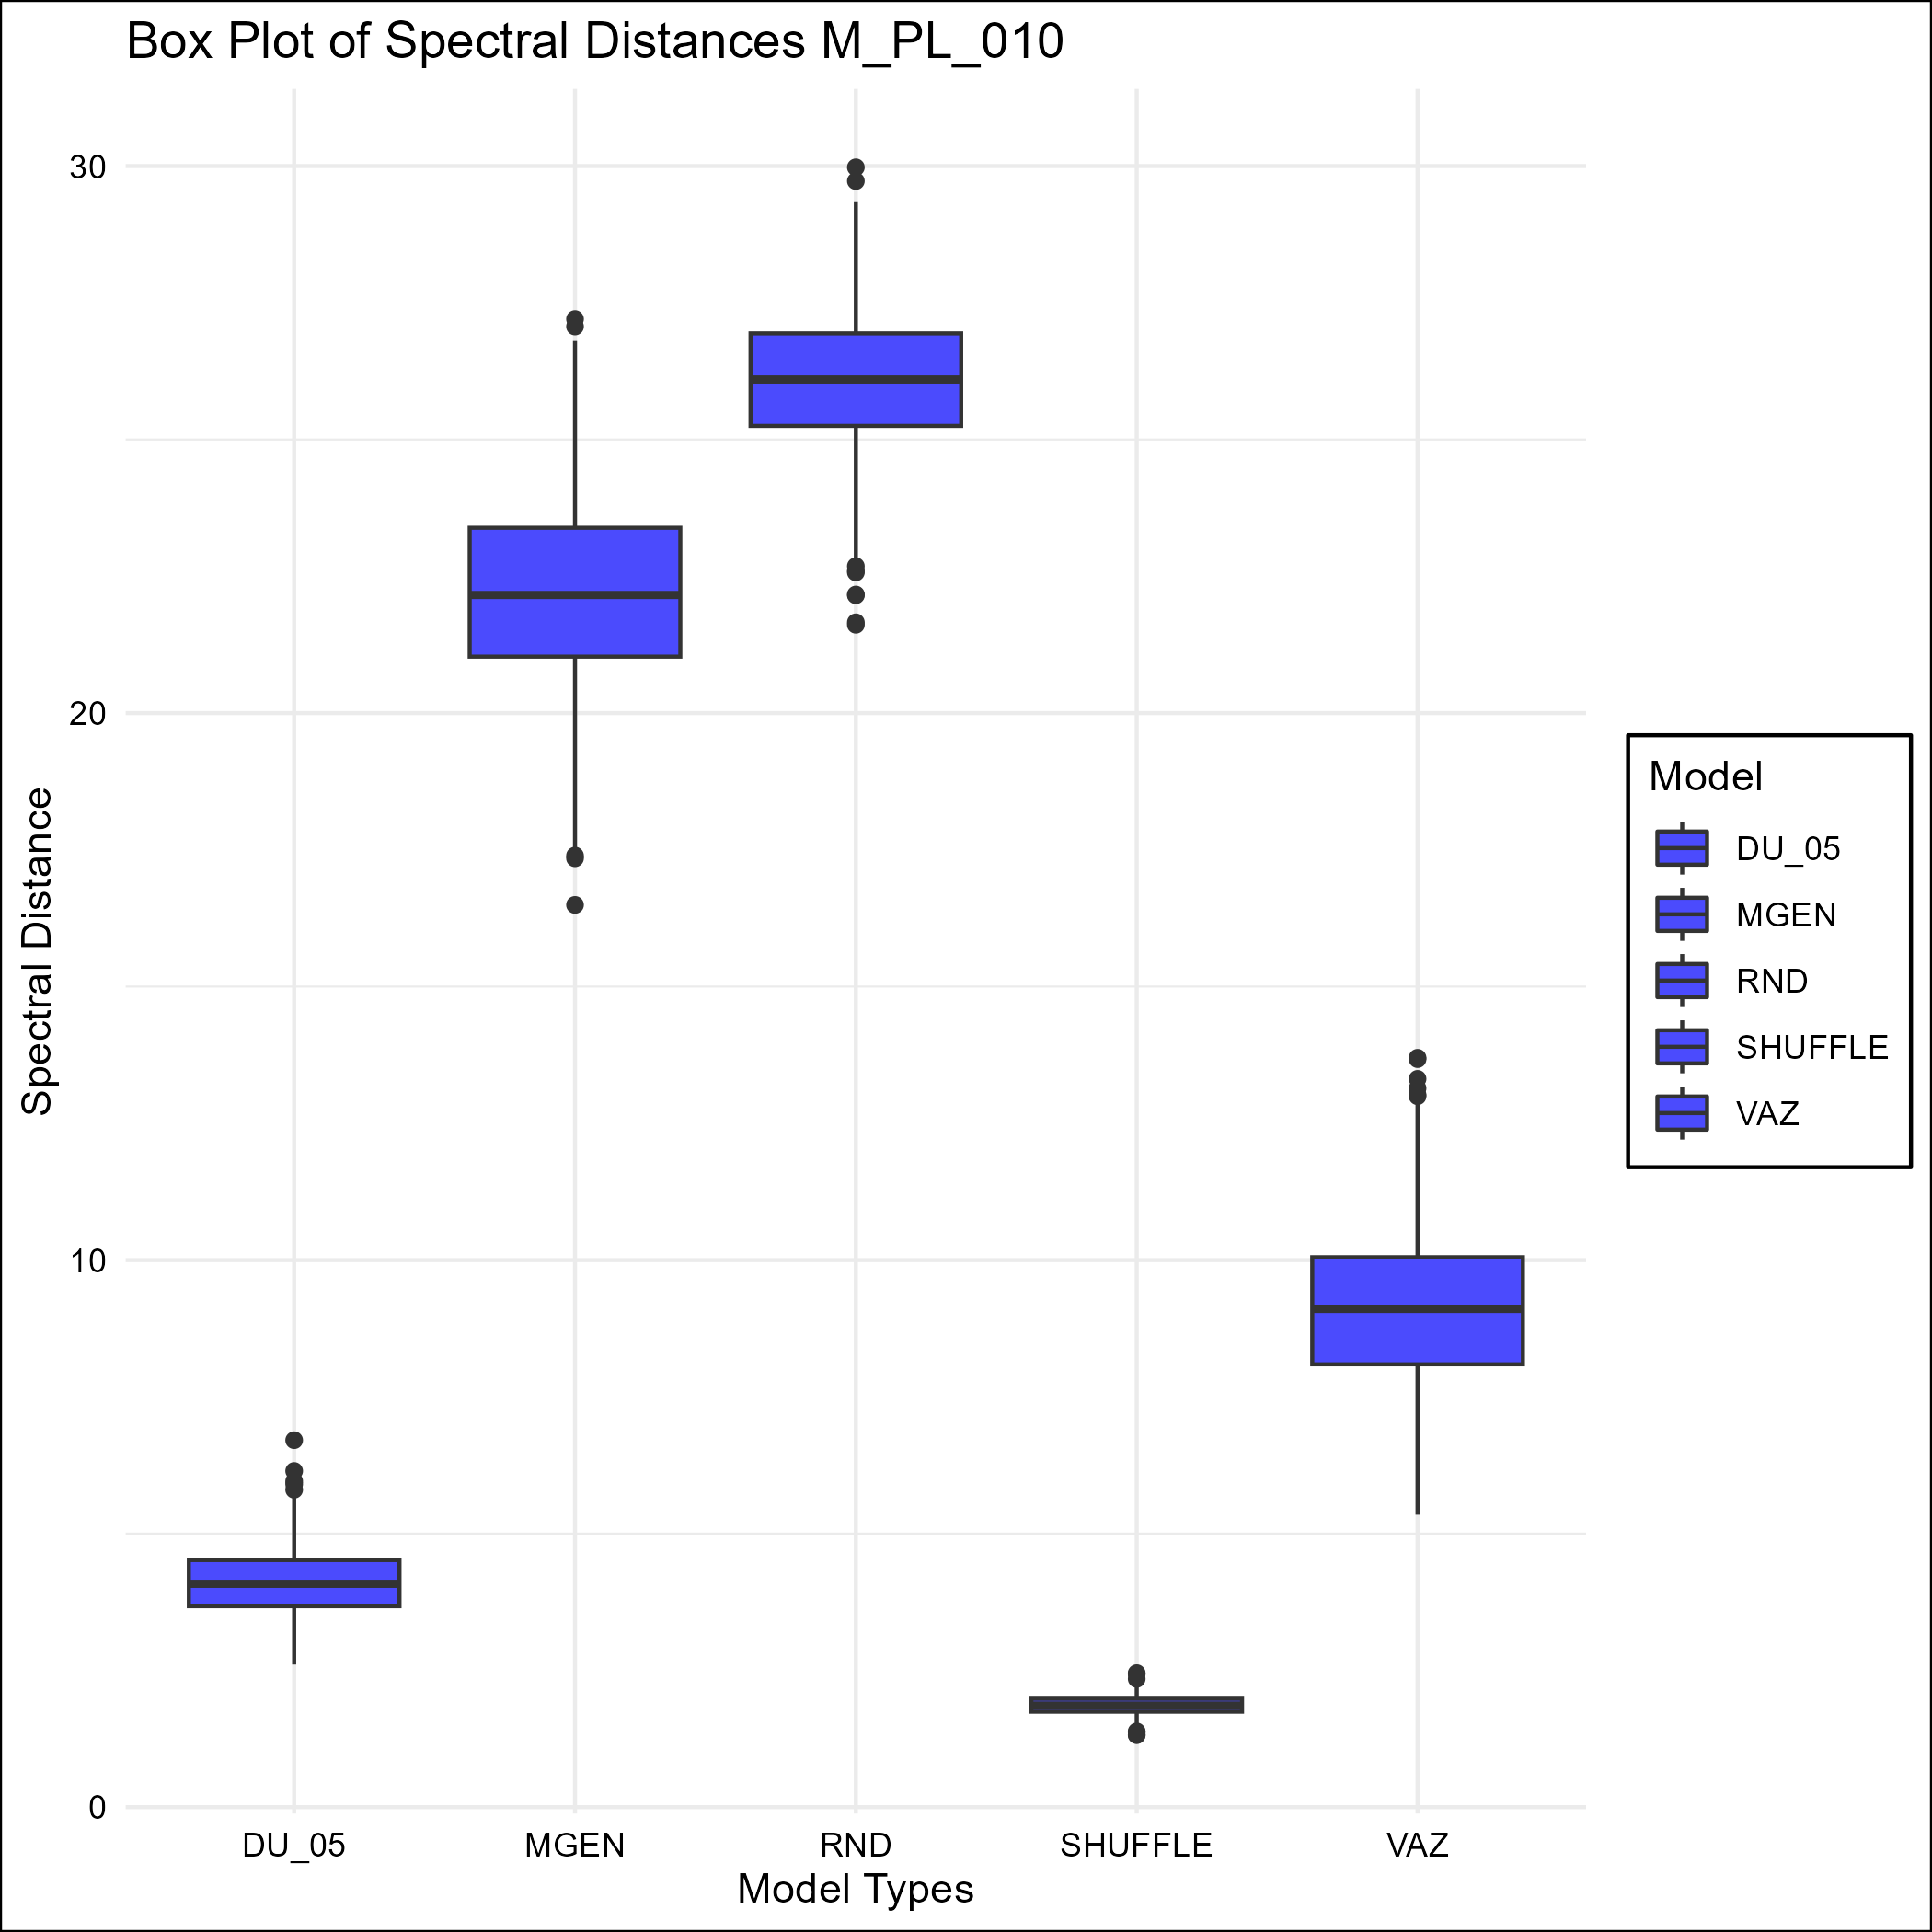 Box Plot of Spectral Distances M_PL_010
30
20
10
0
Spectral Distance
DU_05
MGEN
RND
SHUFFLE
VAZ
Model Types
Model
DU_05
MGEN
RND
SHUFFLE
VAZ